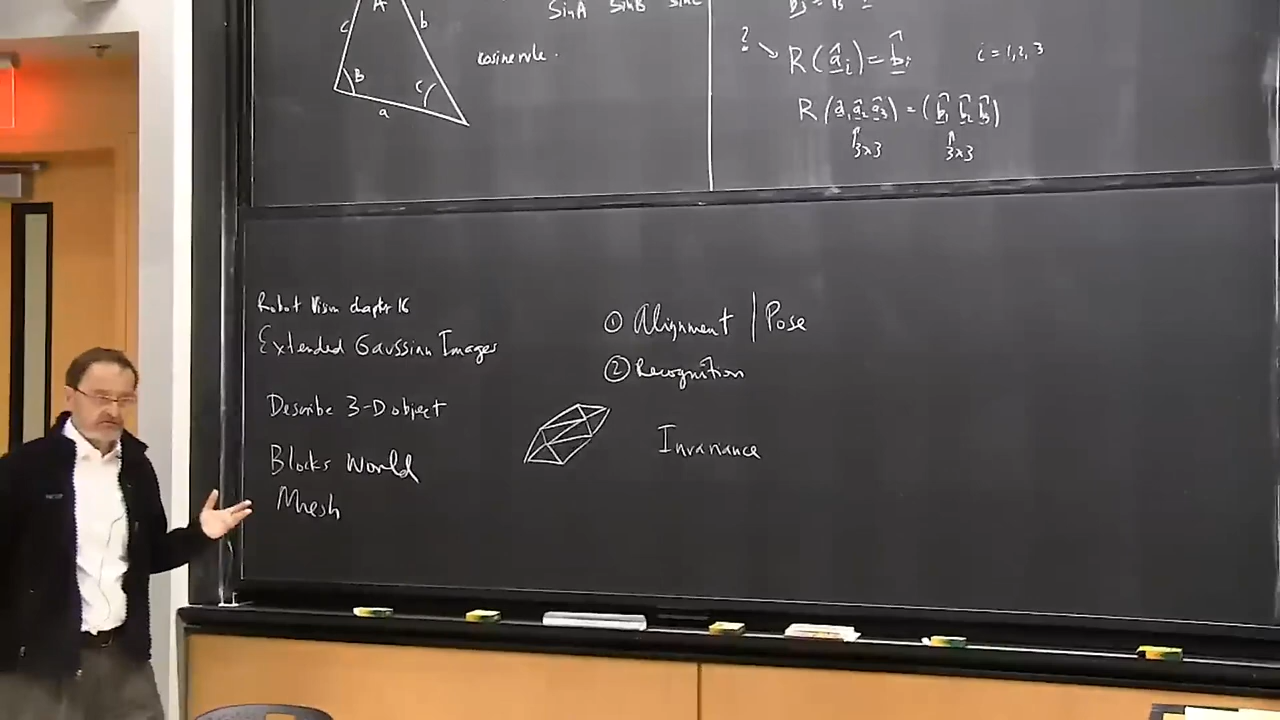 A
c
b
B
c
a
SinA SinB SinC
cosine rule.
?
R(âᵢ) = b̂ᵢ i = 1, 2, 3
R(â₁ â₂ â₃) = (b̂₁ b̂₂ b̂₃)
3x3 3x3
Robot Vision chapter 16
Extended Gaussian Images
Describe 3-D object
Blocks World
Mesh
① Alignment | Pose
② Recognition
Invariance